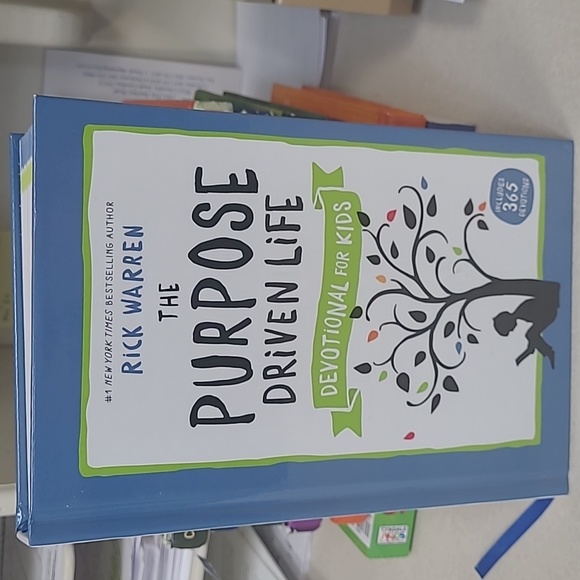 #1 NEW YORK TIMES BESTSELLING AUTHOR
RiCK WARREN
THE
PURPOSE
DRiVEN LiFE
DEVOTiONAL FOR KiDS
INCLUDES
365
DEVOTIONS